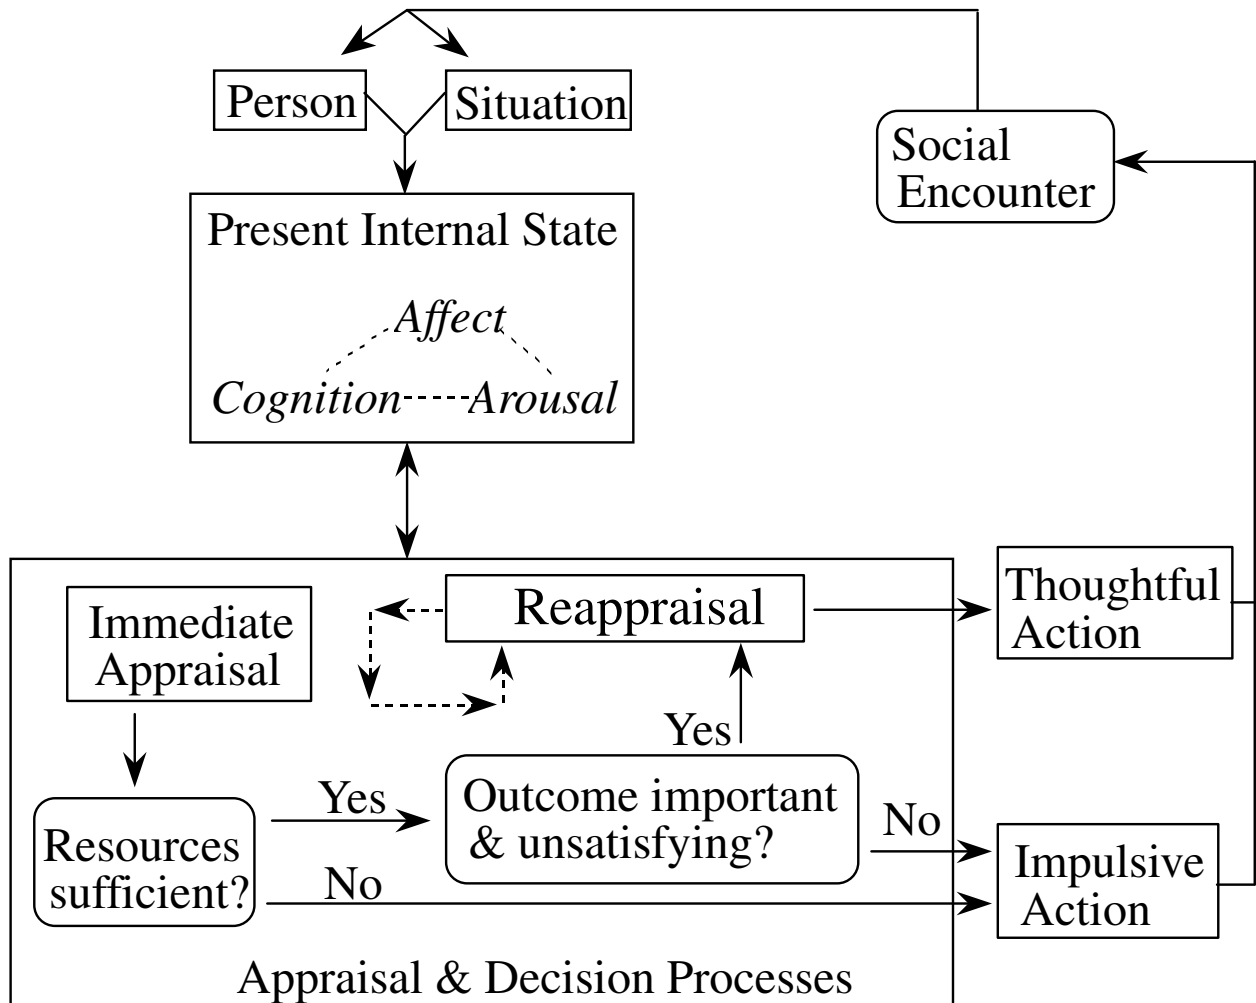 Person
Situation
Social
Encounter
Present Internal State
Affect
Cognition
Arousal
Immediate
Appraisal
Reappraisal
Thoughtful
Action
Yes
Resources
sufficient?
Yes
No
Outcome important
& unsatisfying?
No
Impulsive
Action
Appraisal & Decision Processes